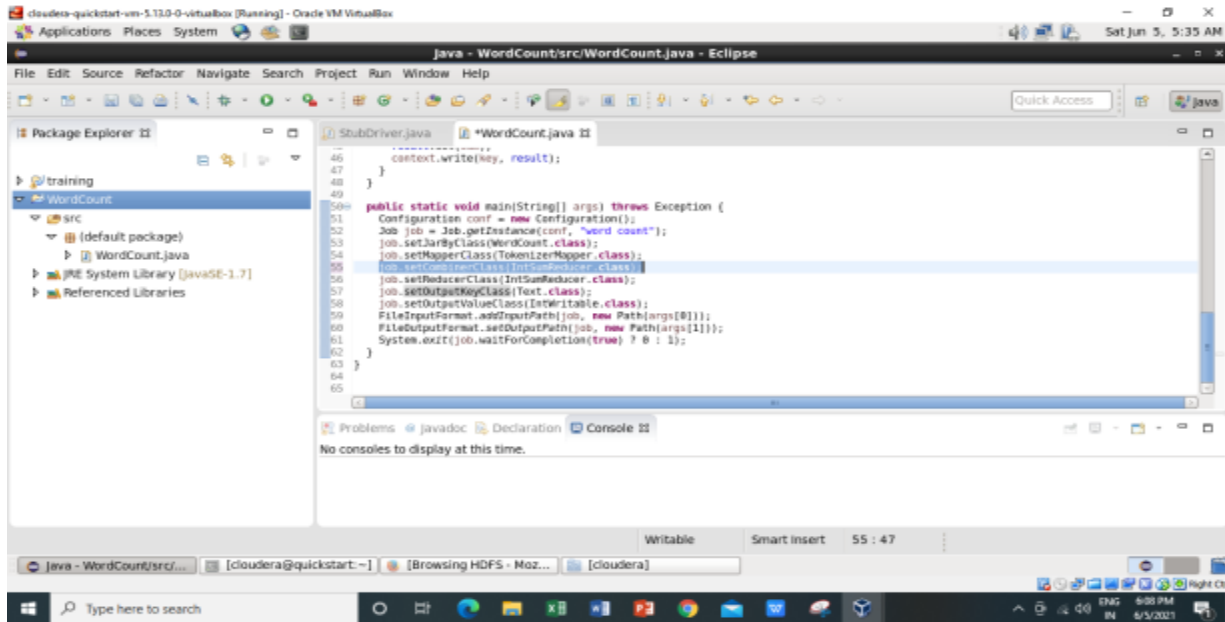 cloudera-quickstart-vm-5.13.0-0-virtualbox [Running] - Oracle VM VirtualBox
Applications Places System Sat Jun 5, 5:35 AM
Java - WordCount/src/WordCount.java - Eclipse
File Edit Source Refactor Navigate Search Project Run Window Help
Quick Access Java
Package Explorer StubDriver.java *WordCount.java
training
WordCount
src
(default package)
WordCount.java
JRE System Library [JavaSE-1.7]
Referenced Libraries
46 context.write(key, result);
47 }
48 }
49
50 public static void main(String[] args) throws Exception {
51 Configuration conf = new Configuration();
52 Job job = Job.getInstance(conf, "word count");
53 job.setJarByClass(WordCount.class);
54 job.setMapperClass(TokenizerMapper.class);
55 job.setCombinerClass(IntSumReducer.class);
56 job.setReducerClass(IntSumReducer.class);
57 job.setOutputKeyClass(Text.class);
58 job.setOutputValueClass(IntWritable.class);
59 FileInputFormat.addInputPath(job, new Path(args[0]));
60 FileOutputFormat.setOutputPath(job, new Path(args[1]));
61 System.exit(job.waitForCompletion(true) ? 0 : 1);
62 }
63 }
64
65
Problems Javadoc Declaration Console
No consoles to display at this time.
Writable Smart Insert 55 : 47
Java - WordCount/src/... [cloudera@quickstart:~] [Browsing HDFS - Moz... [cloudera]
Right Ct
Type here to search ENG 6:08 PM
IN 6/5/2021